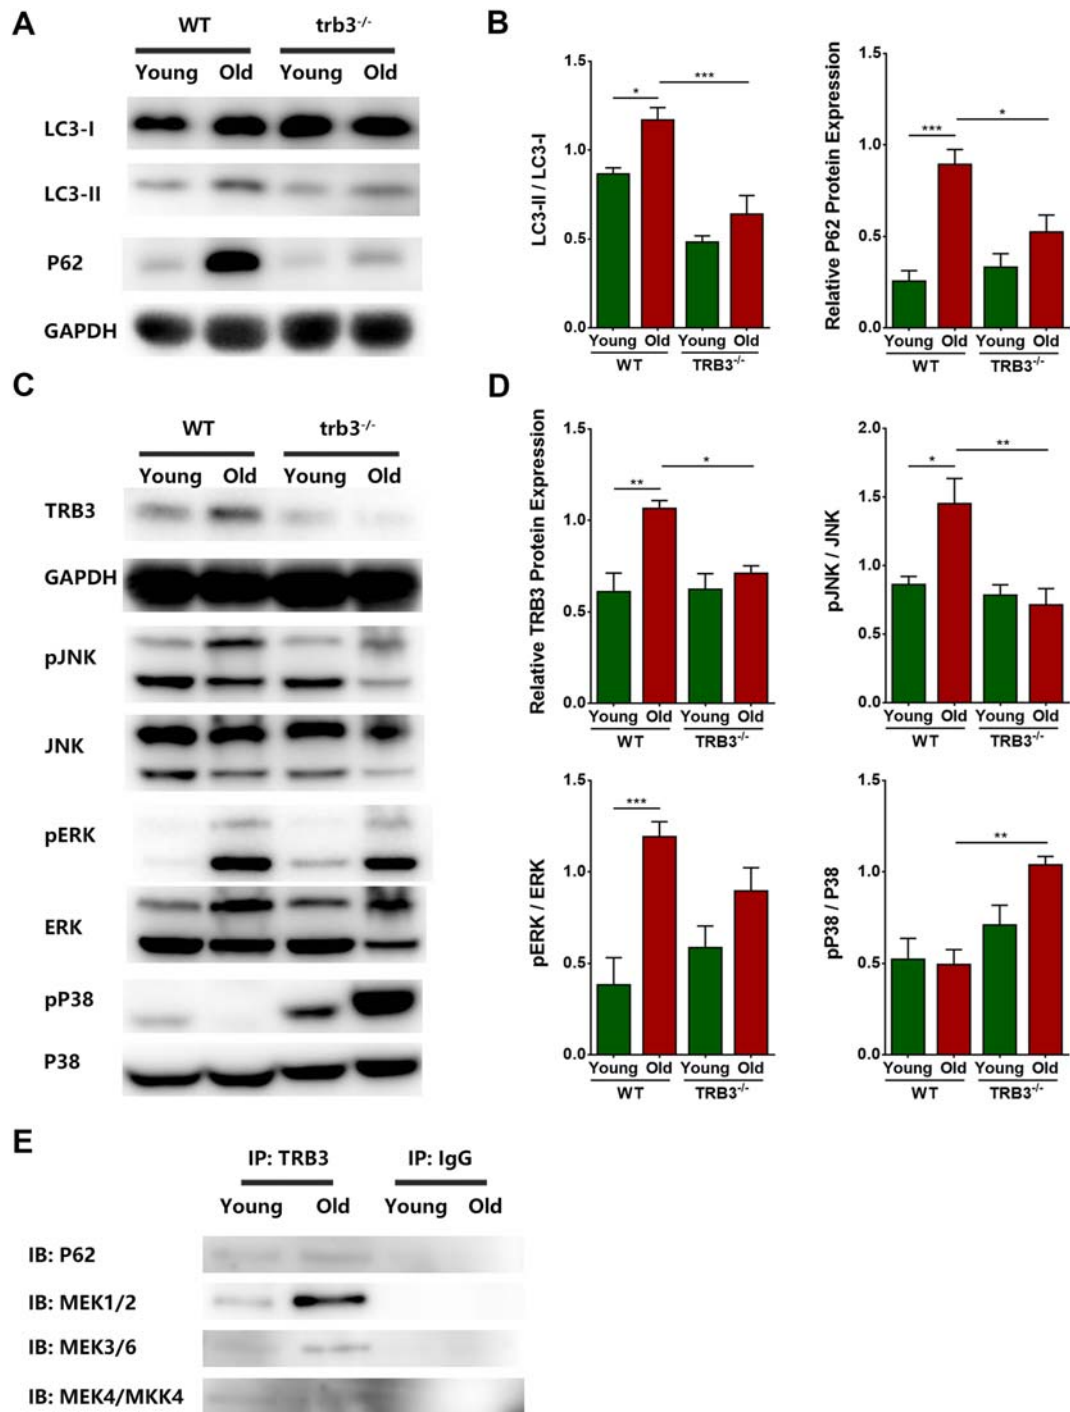 A
WT trb3-/-
Young Old Young Old
LC3-I
LC3-II
P62
GAPDH
B
LC3-II / LC3-I
1.5
1.0
0.5
0.0
* ***
Young Old Young Old
WT TRB3-/-
Relative P62 Protein Expression
1.5
1.0
0.5
0.0
*** *
Young Old Young Old
WT TRB3-/-
C
WT trb3-/-
Young Old Young Old
TRB3
GAPDH
pJNK
JNK
pERK
ERK
pP38
P38
D
Relative TRB3 Protein Expression
1.5
1.0
0.5
0.0
** *
Young Old Young Old
WT TRB3-/-
pJNK / JNK
2.0
1.5
1.0
0.5
0.0
* **
Young Old Young Old
WT TRB3-/-
pERK / ERK
1.5
1.0
0.5
0.0
***
Young Old Young Old
WT TRB3-/-
pP38 / P38
1.5
1.0
0.5
0.0
**
Young Old Young Old
WT TRB3-/-
E
IP: TRB3 IP: IgG
Young Old Young Old
IB: P62
IB: MEK1/2
IB: MEK3/6
IB: MEK4/MKK4